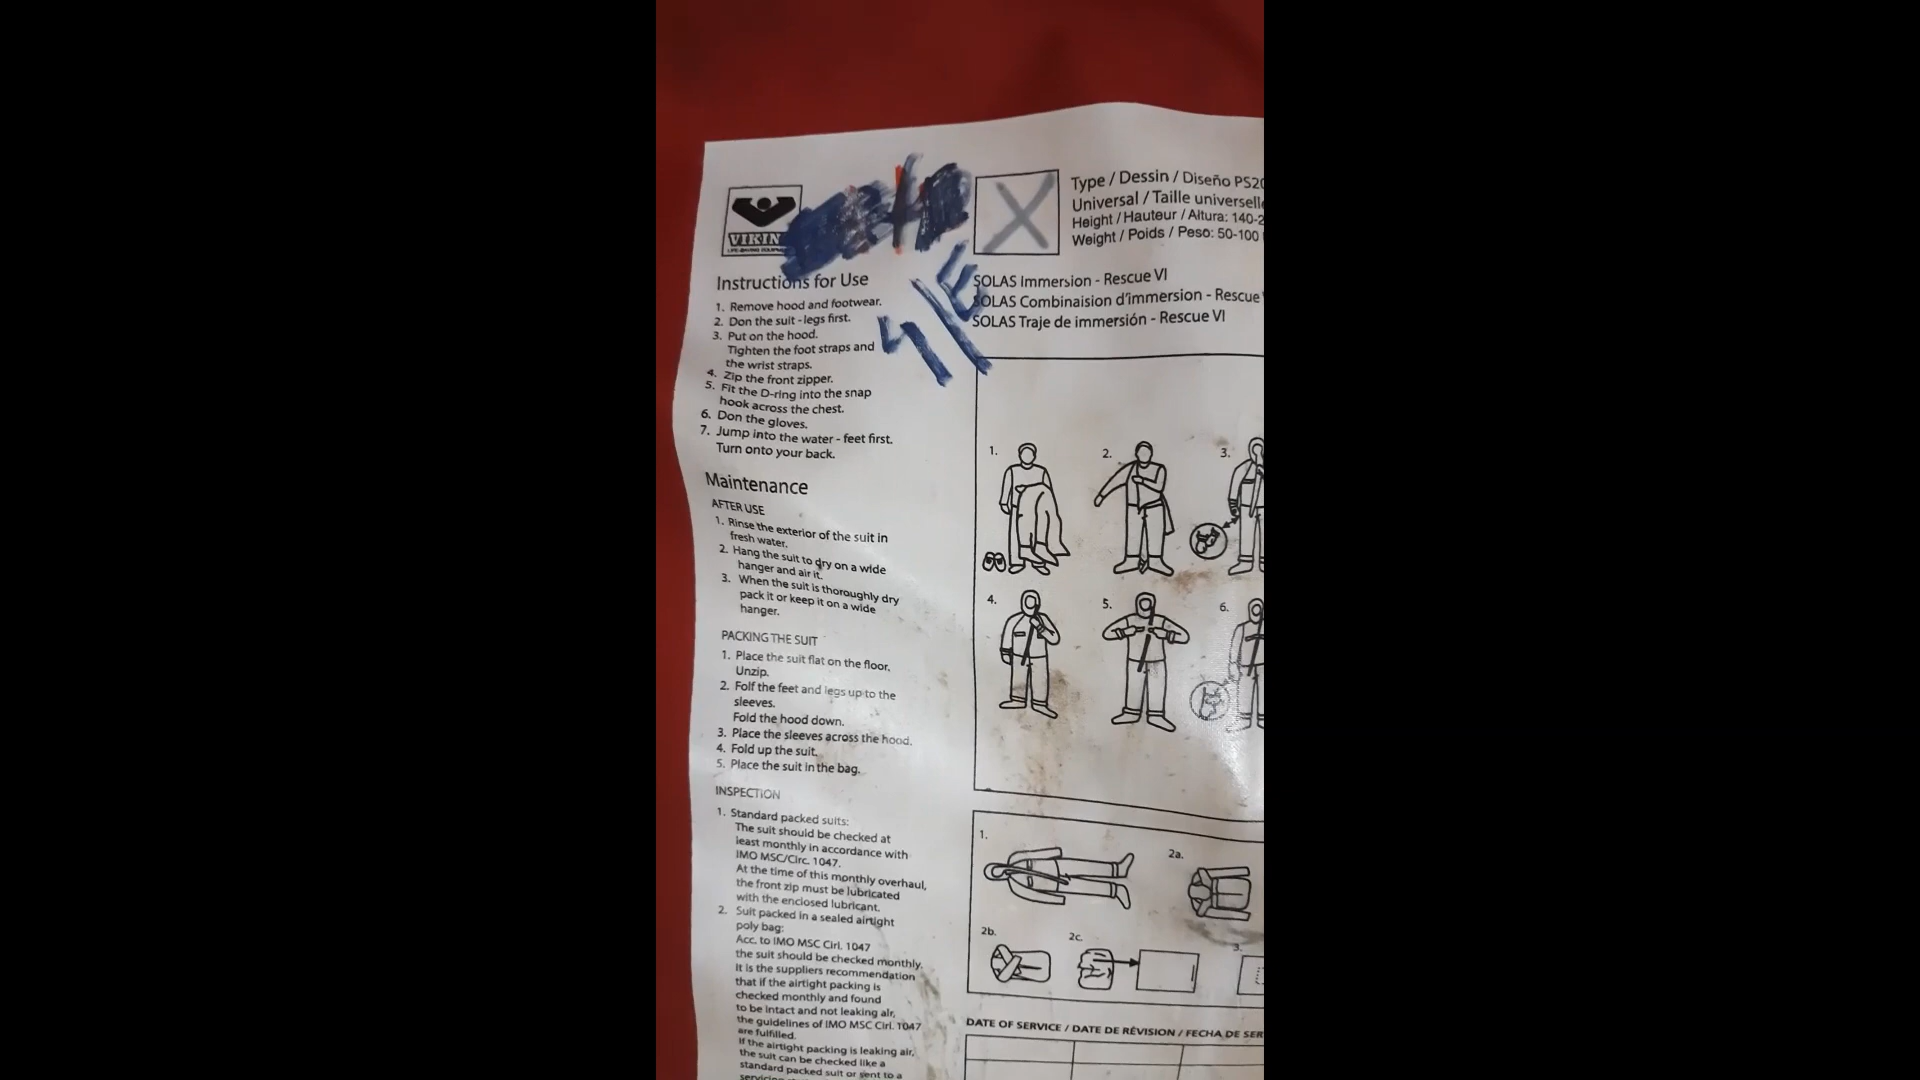 VIKIN
Instructions for Use
1. Remove hood and footwear.
2. Don the suit - legs first.
3. Put on the hood.
Tighten the foot straps and
the wrist straps.
4. Zip the front zipper.
5. Fit the D-ring into the snap
hook across the chest.
6. Don the gloves.
7. Jump into the water - feet first.
Turn onto your back.
Maintenance
AFTER USE
1. Rinse the exterior of the suit in
fresh water.
2. Hang the suit to dry on a wide
hanger and air it.
3. When the suit is thoroughly dry
pack it or keep it on a wide
hanger.
PACKING THE SUIT
1. Place the suit flat on the floor.
Unzip.
2. Folf the feet and legs up to the
sleeves.
Fold the hood down.
3. Place the sleeves across the hood.
4. Fold up the suit.
5. Place the suit in the bag.
INSPECTION
1. Standard packed suits:
The suit should be checked at
least monthly in accordance with
IMO MSC/Circ. 1047.
At the time of this monthly overhaul,
the front zip must be lubricated
with the enclosed lubricant.
2. Suit packed in a sealed airtight
poly bag:
Acc. to IMO MSC Cirl. 1047
the suit should be checked monthly.
It is the suppliers recommendation
that if the airtight packing is
checked monthly and found
to be intact and not leaking air,
the guidelines of IMO MSC Cirl. 1047
are fulfilled.
If the airtight packing is leaking air,
the suit can be checked like a
standard packed suit or sent to a
X
Type / Dessin / Diseño PS20
Universal / Taille universelle
Height / Hauteur / Altura: 140-2
Weight / Poids / Peso: 50-100
SOLAS Immersion - Rescue VI
SOLAS Combinaision d'immersion - Rescue
SOLAS Traje de immersión - Rescue VI
1. 2. 3.
4. 5. 6.
1. 2a.
2b. 2c. 3.
DATE OF SERVICE / DATE DE RÉVISION / FECHA DE SER